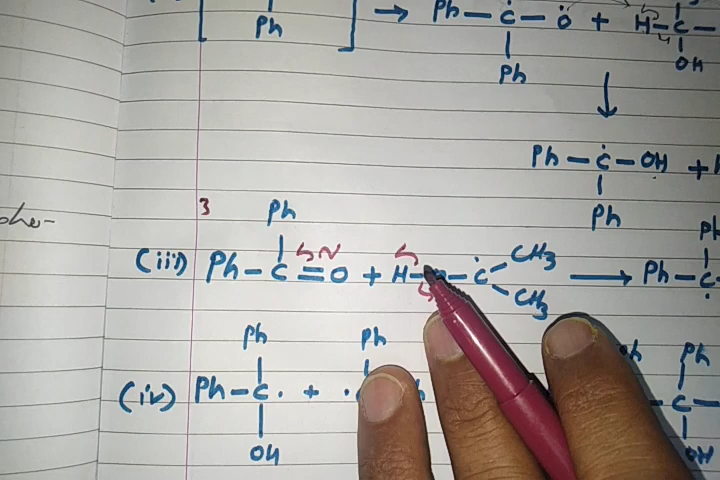 Ph → Ph — Ċ — Ȯ + H — C —
Ph OH
Ph — Ċ — OH +
Ph
3 Ph
(iii) Ph — C = O + H — Ċ CH3 CH3 → Ph — C
Ph Ph Ph
(iv) Ph — C· + · C
OH OH